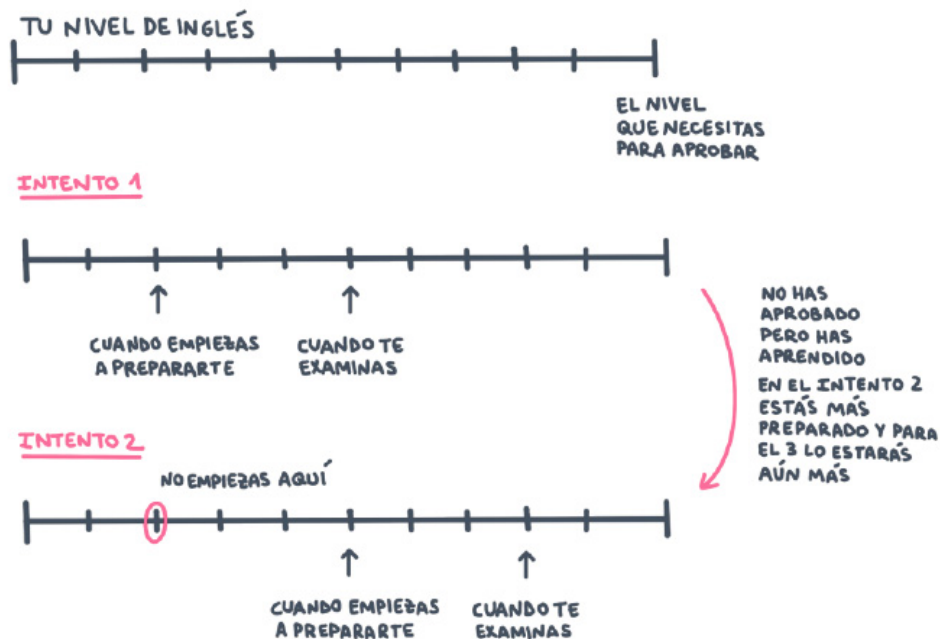 TU NIVEL DE INGLÉS
EL NIVEL
QUE NECESITAS
PARA APROBAR
INTENTO 1
CUANDO EMPIEZAS
A PREPARARTE
CUANDO TE
EXAMINAS
NO HAS
APROBADO
PERO HAS
APRENDIDO
EN EL INTENTO 2
ESTÁS MÁS
PREPARADO Y PARA
EL 3 LO ESTARÁS
AÚN MÁS
INTENTO 2
NO EMPIEZAS AQUÍ
CUANDO EMPIEZAS
A PREPARARTE
CUANDO TE
EXAMINAS